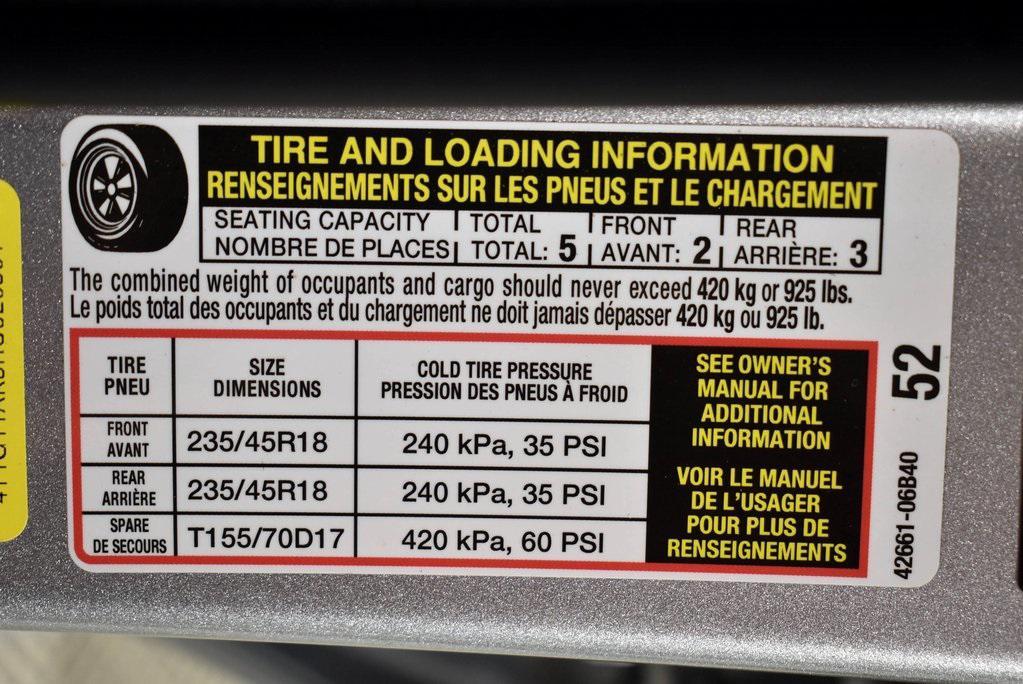 TIRE AND LOADING INFORMATION
RENSEIGNEMENTS SUR LES PNEUS ET LE CHARGEMENT
SEATING CAPACITY TOTAL FRONT REAR
NOMBRE DE PLACES TOTAL: 5 AVANT: 2 ARRIÈRE: 3
The combined weight of occupants and cargo should never exceed 420 kg or 925 lbs.
Le poids total des occupants et du chargement ne doit jamais dépasser 420 kg ou 925 lb.
TIRE SIZE COLD TIRE PRESSURE
PNEU DIMENSIONS PRESSION DES PNEUS À FROID
FRONT
AVANT 235/45R18 240 kPa, 35 PSI
REAR
ARRIÈRE 235/45R18 240 kPa, 35 PSI
SPARE
DE SECOURS T155/70D17 420 kPa, 60 PSI
SEE OWNER'S
MANUAL FOR
ADDITIONAL
INFORMATION
VOIR LE MANUEL
DE L'USAGER
POUR PLUS DE
RENSEIGNEMENTS
52
42661-06B40